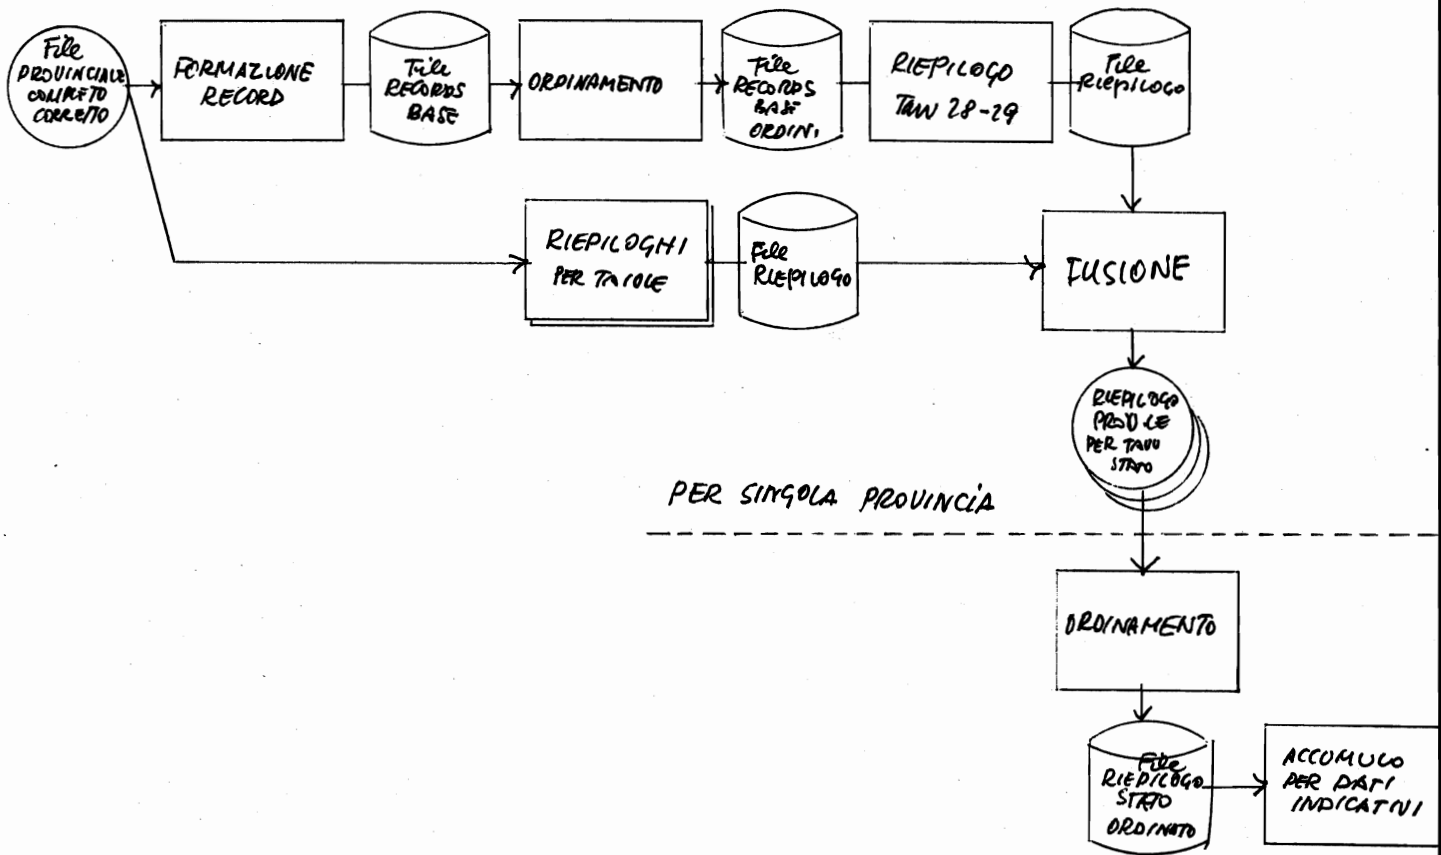 File
PROVINCIALE
COMPLETO
CORRETTO
FORMAZIONE
RECORD
File
RECORDS
BASE
ORDINAMENTO
File
RECORDS
BASE
ORDIN.
RIEPILOGO
TAVV 28-29
File
RIEPILOGO
RIEPILOGHI
PER TAVOLE
File
RIEPILOGO
FUSIONE
RIEPILOGO
PROV.LE
PER TAVV
STATO
PER SINGOLA PROVINCIA
ORDINAMENTO
File
RIEPILOGO
STATO
ORDINATO
ACCUMULO
PER DATI
INDICATIVI